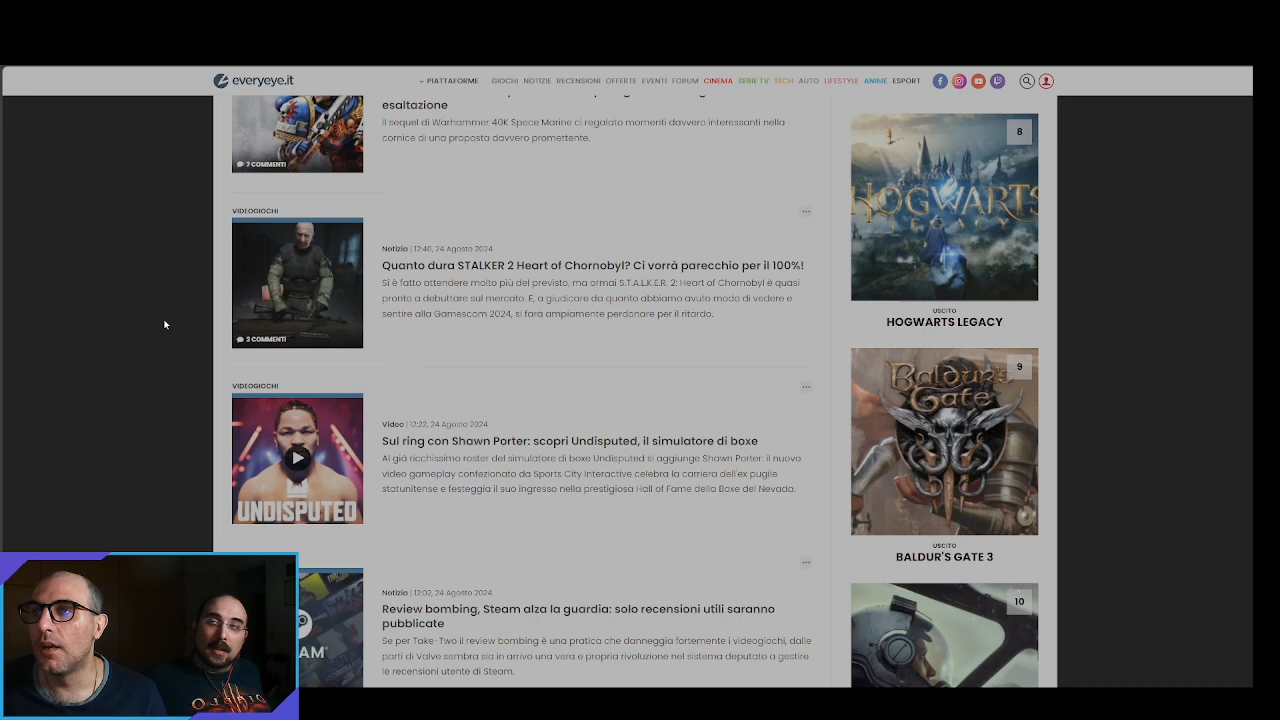 everyeye.it
PIATTAFORME GIOCHI NOTIZIE RECENSIONI OFFERTE EVENTI FORUM CINEMA SERIE TV TECH AUTO LIFESTYLE ANIME ESPORT
esaltazione
Il sequel di Warhammer 40K Spece Marine ci regalato momenti davvero interessanti nella
cornice di una proposta davvero promettente.
7 COMMENTI
VIDEOGIOCHI
Notizia | 12:40, 24 Agosto 2024
Quanto dura STALKER 2 Heart of Chornobyl? Ci vorrà parecchio per il 100%!
Si è fatto attendere molto più del previsto, ma ormai S.T.A.L.K.E.R. 2: Heart of Chornobyl è quasi
pronto a debuttare sul mercato. E, a giudicare da quanto abbiamo avuto modo di vedere e
sentire alla Gamescom 2024, si farà ampiamente perdonare per il ritardo.
2 COMMENTI
VIDEOGIOCHI
Video | 12:22, 24 Agosto 2024
Sul ring con Shawn Porter: scopri Undisputed, il simulatore di boxe
Al già ricchissimo roster del simulatore di boxe Undisputed si aggiunge Shawn Porter: il nuovo
video gameplay confezionato da Sports City Interactive celebra la carriera dell'ex pugile
statunitense e festeggia il suo ingresso nella prestigiosa Hall of Fame della Boxe del Nevada.
UNDISPUTED
Notizia | 12:02, 24 Agosto 2024
Review bombing, Steam alza la guardia: solo recensioni utili saranno
pubblicate
Se per Take-Two il review bombing è una pratica che danneggia fortemente i videogiochi, dalle
parti di Valve sembra sia in arrivo una vera e propria rivoluzione nel sistema deputato a gestire
le recensioni utente di Steam.
8
HOGWARTS
LEGACY
USCITO
HOGWARTS LEGACY
9
BALDUR'S
GATE
USCITO
BALDUR'S GATE 3
10